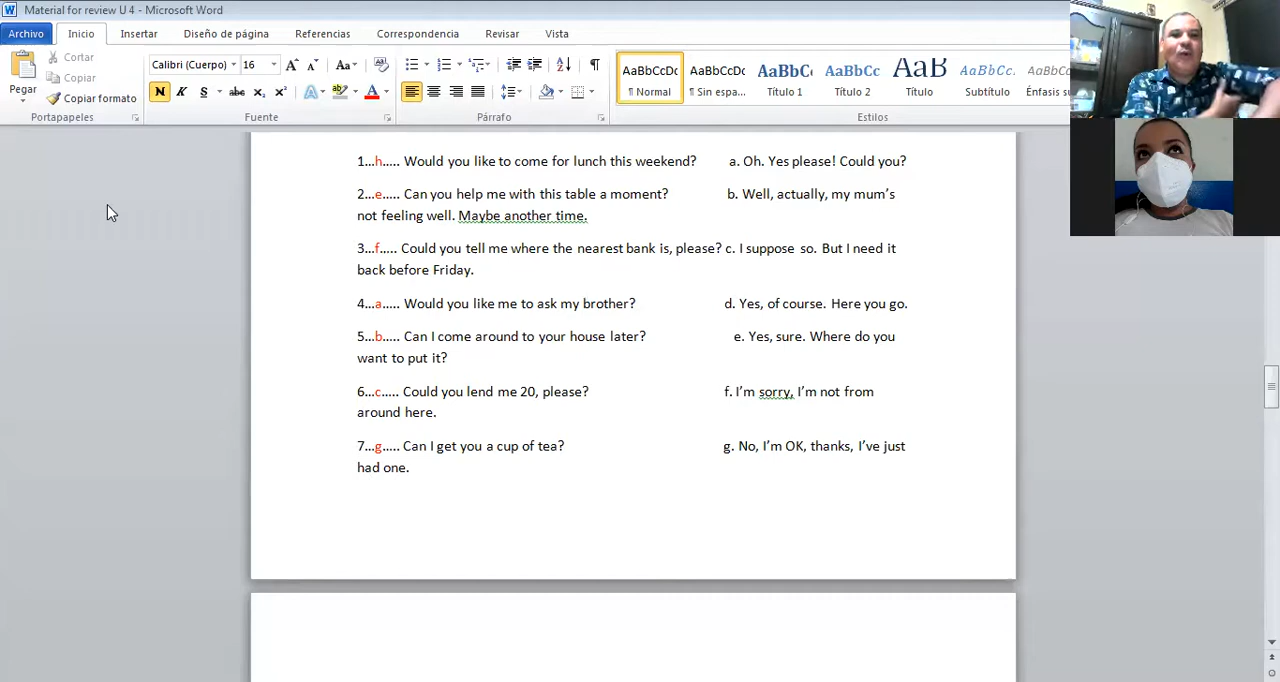 Material for review U 4 - Microsoft Word
Archivo Inicio Insertar Diseño de página Referencias Correspondencia Revisar Vista
Pegar
Cortar
Copiar
Copiar formato
Portapapeles
Calibri (Cuerpo) 16
Fuente
Párrafo
AaBbCcDc AaBbCcDc AaBbC AaBbCc AaB AaBbCc. AaBbCc
¶ Normal ¶ Sin espa... Título 1 Título 2 Título Subtítulo Énfasis su
Estilos
1...h..... Would you like to come for lunch this weekend? a. Oh. Yes please! Could you?
2...e..... Can you help me with this table a moment? b. Well, actually, my mum's
not feeling well. Maybe another time.
3...f..... Could you tell me where the nearest bank is, please? c. I suppose so. But I need it
back before Friday.
4...a..... Would you like me to ask my brother? d. Yes, of course. Here you go.
5...b..... Can I come around to your house later? e. Yes, sure. Where do you
want to put it?
6...c..... Could you lend me 20, please? f. I'm sorry, I'm not from
around here.
7...g..... Can I get you a cup of tea? g. No, I'm OK, thanks, I've just
had one.